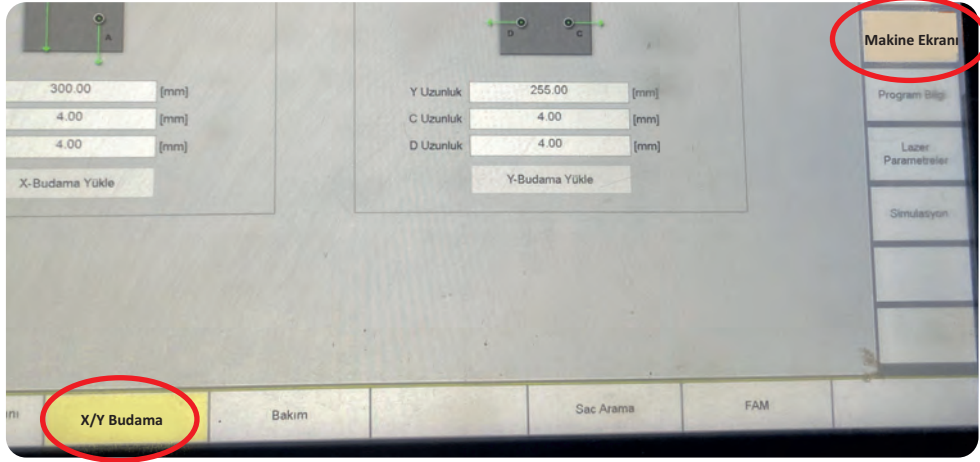 A
D
C
300.00 [mm]
4.00 [mm]
4.00 [mm]
X-Budama Yükle
Y Uzunluk 255.00 [mm]
C Uzunluk 4.00 [mm]
D Uzunluk 4.00 [mm]
Y-Budama Yükle
Makine Ekranı
Program Bilgi
Lazer
Parametreler
Simulasyon
X/Y Budama
Bakım
Sac Arama
FAM